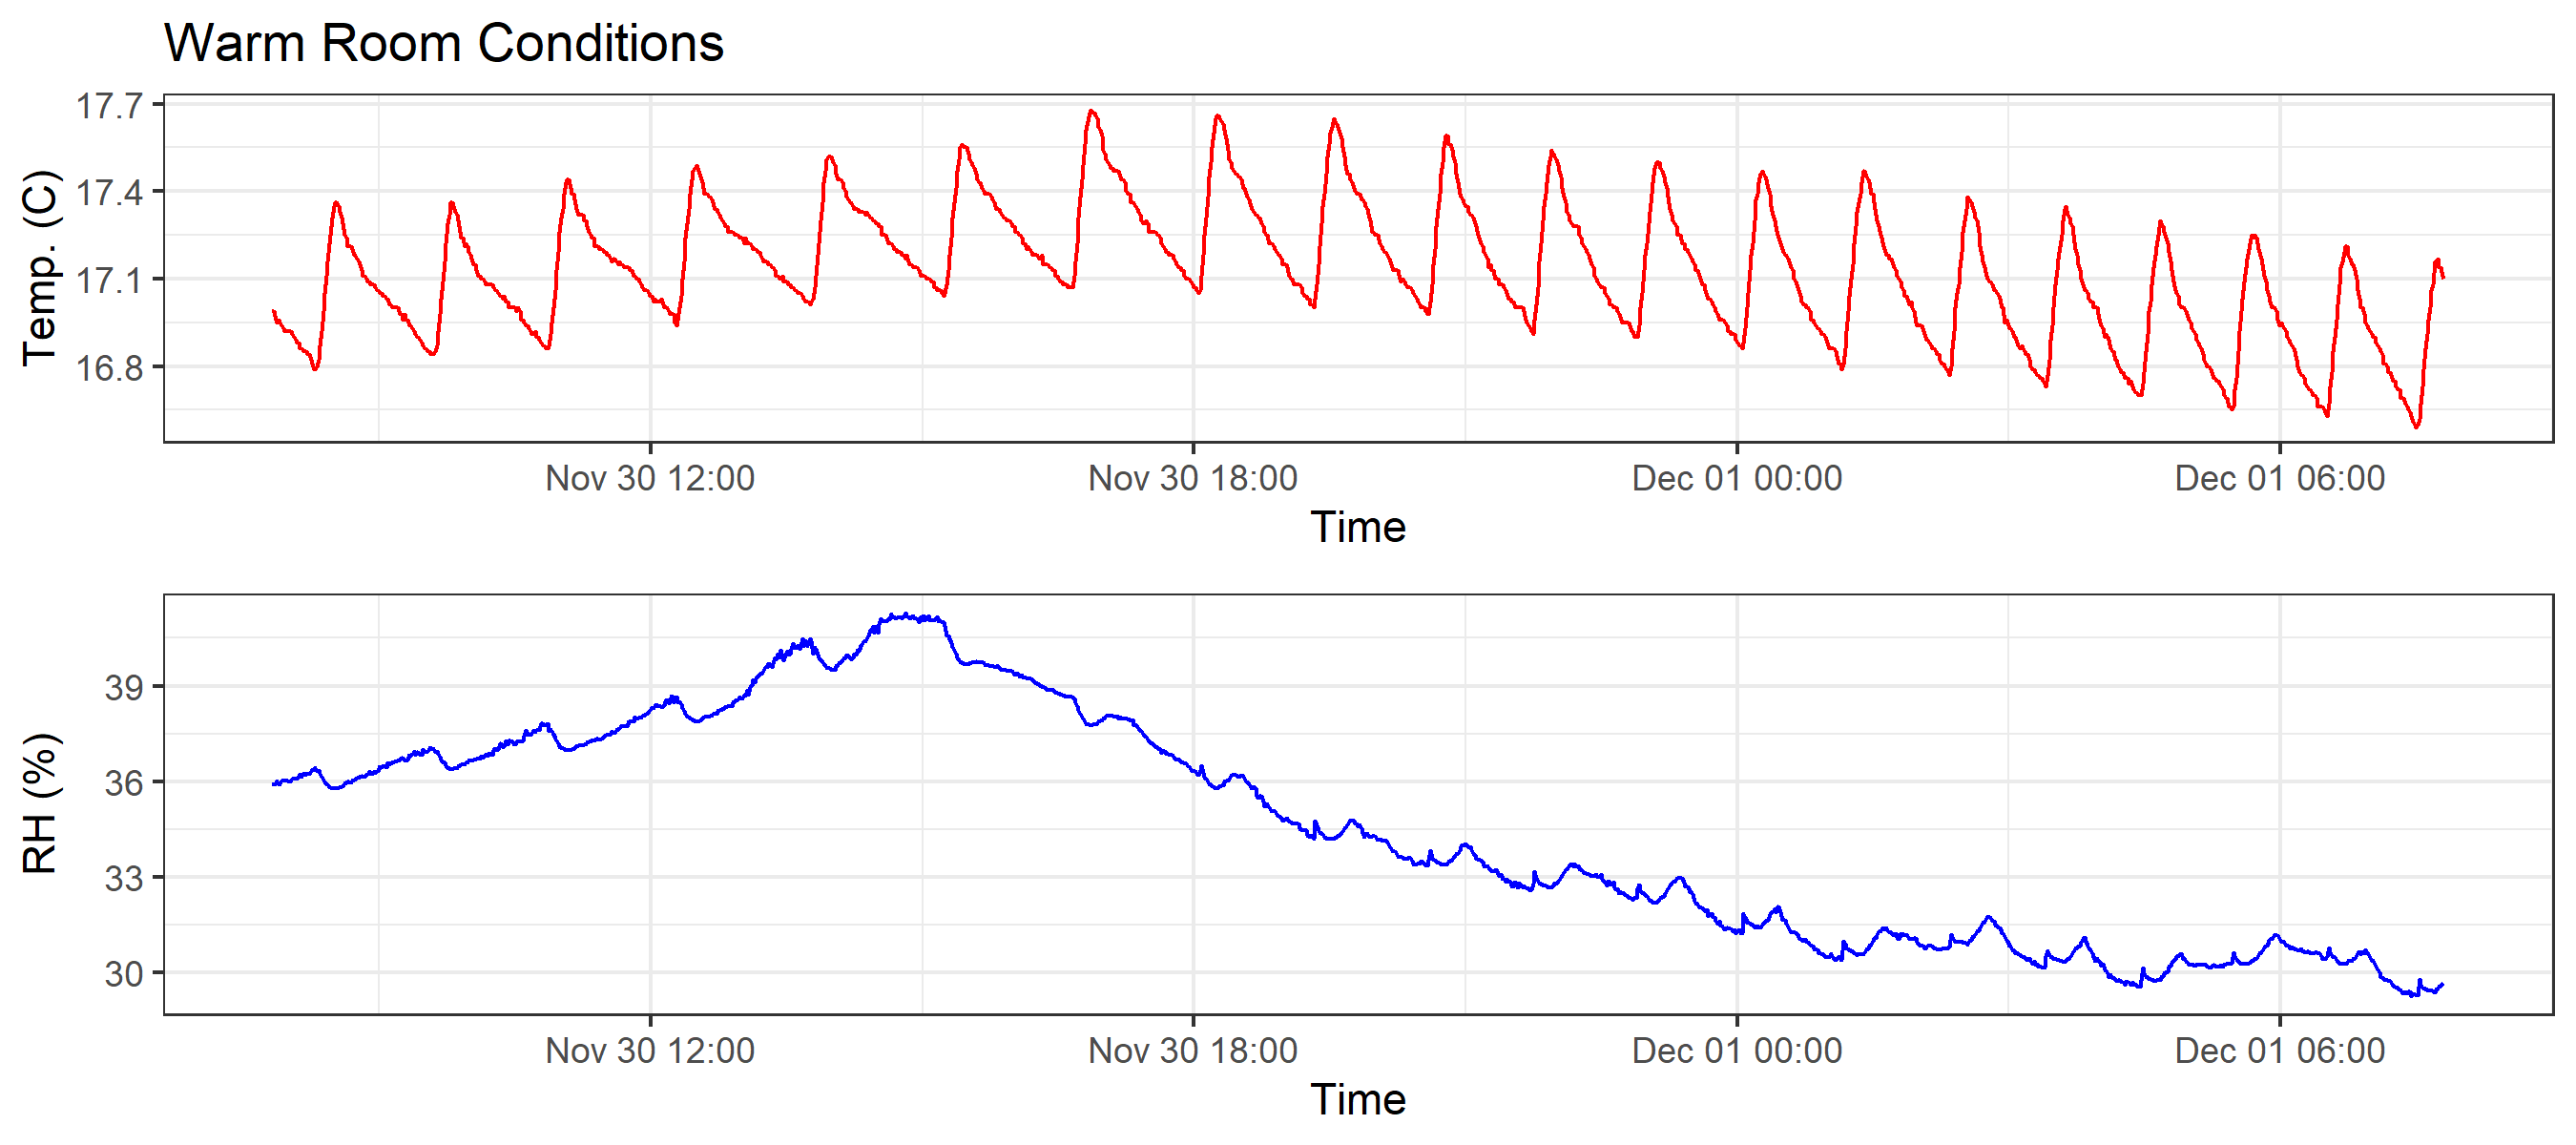 Warm Room Conditions
Temp. (C)
17.7
17.4
17.1
16.8
Nov 30 12:00 Nov 30 18:00 Dec 01 00:00 Dec 01 06:00
Time
RH (%)
39
36
33
30
Nov 30 12:00 Nov 30 18:00 Dec 01 00:00 Dec 01 06:00
Time